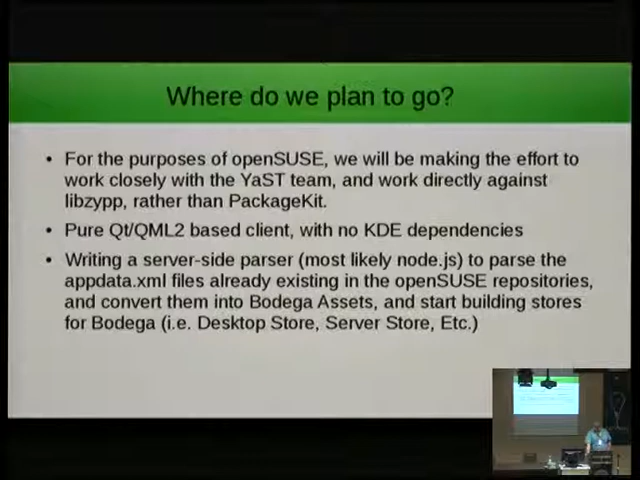 Where do we plan to go?
• For the purposes of openSUSE, we will be making the effort to
work closely with the YaST team, and work directly against
libzypp, rather than PackageKit.
• Pure Qt/QML2 based client, with no KDE dependencies
• Writing a server-side parser (most likely node.js) to parse the
appdata.xml files already existing in the openSUSE repositories,
and convert them into Bodega Assets, and start building stores
for Bodega (i.e. Desktop Store, Server Store, Etc.)